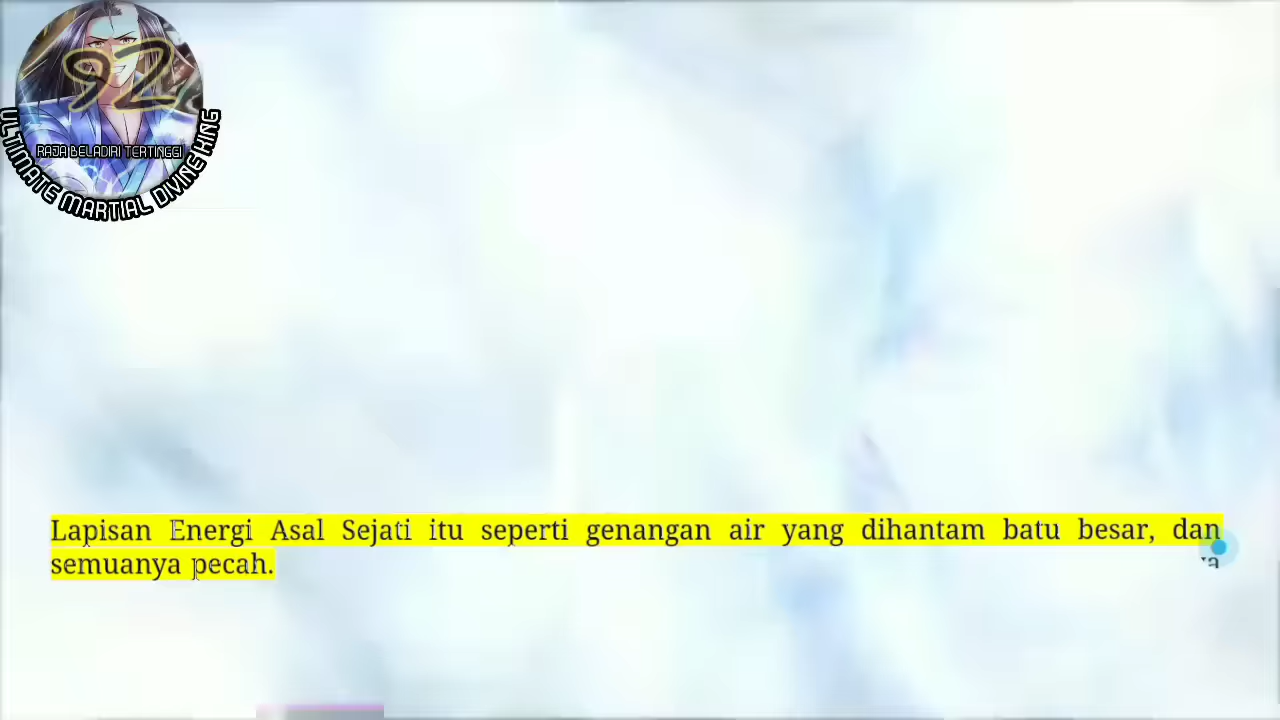 92
RAJA BELADIRI TERTINGGI
ULTIMATE MARTIAL DIVINE KING
Lapisan Energi Asal Sejati itu seperti genangan air yang dihantam batu besar, dan
semuanya pecah.